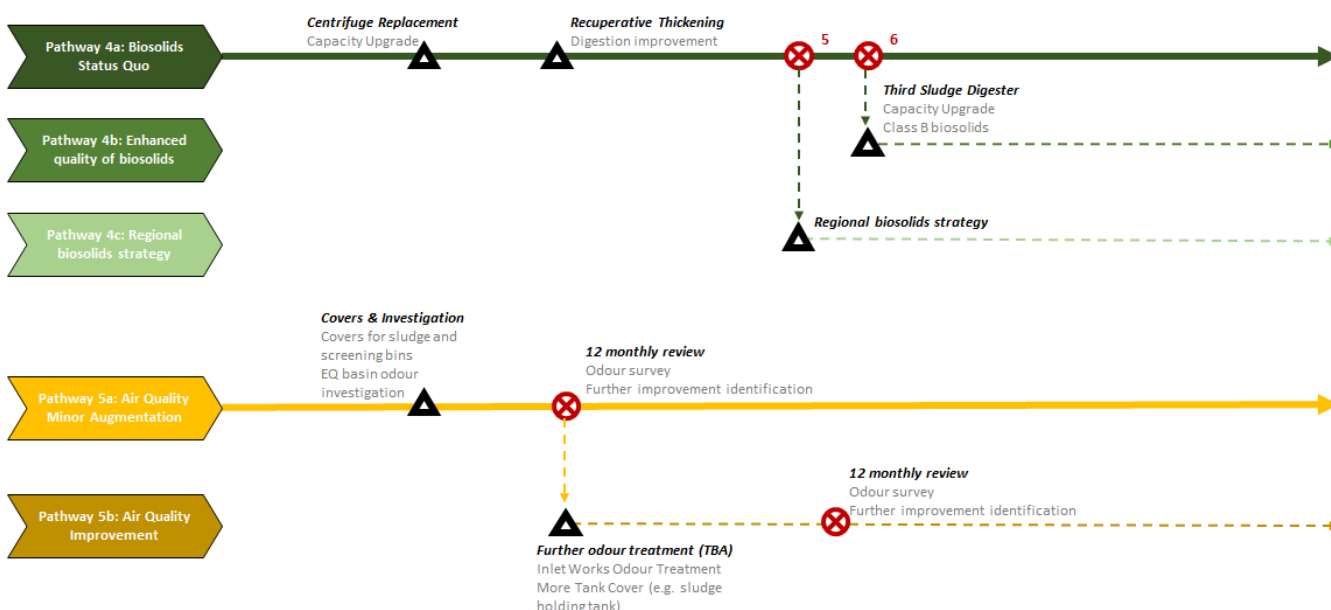 Centrifuge Replacement
Capacity Upgrade
Recuperative Thickening
Digestion improvement
Pathway 4a: Biosolids
Status Quo
5
6
Third Sludge Digester
Capacity Upgrade
Class B biosolids
Pathway 4b: Enhanced
quality of biosolids
Pathway 4c: Regional
biosolids strategy
Regional biosolids strategy
Covers & Investigation
Covers for sludge and
screening bins
EQ basin odour
investigation
12 monthly review
Odour survey
Further improvement identification
Pathway 5a: Air Quality
Minor Augmentation
12 monthly review
Odour survey
Further improvement identification
Pathway 5b: Air Quality
Improvement
Further odour treatment (TBA)
Inlet Works Odour Treatment
More Tank Cover (e.g. sludge
holding tank)